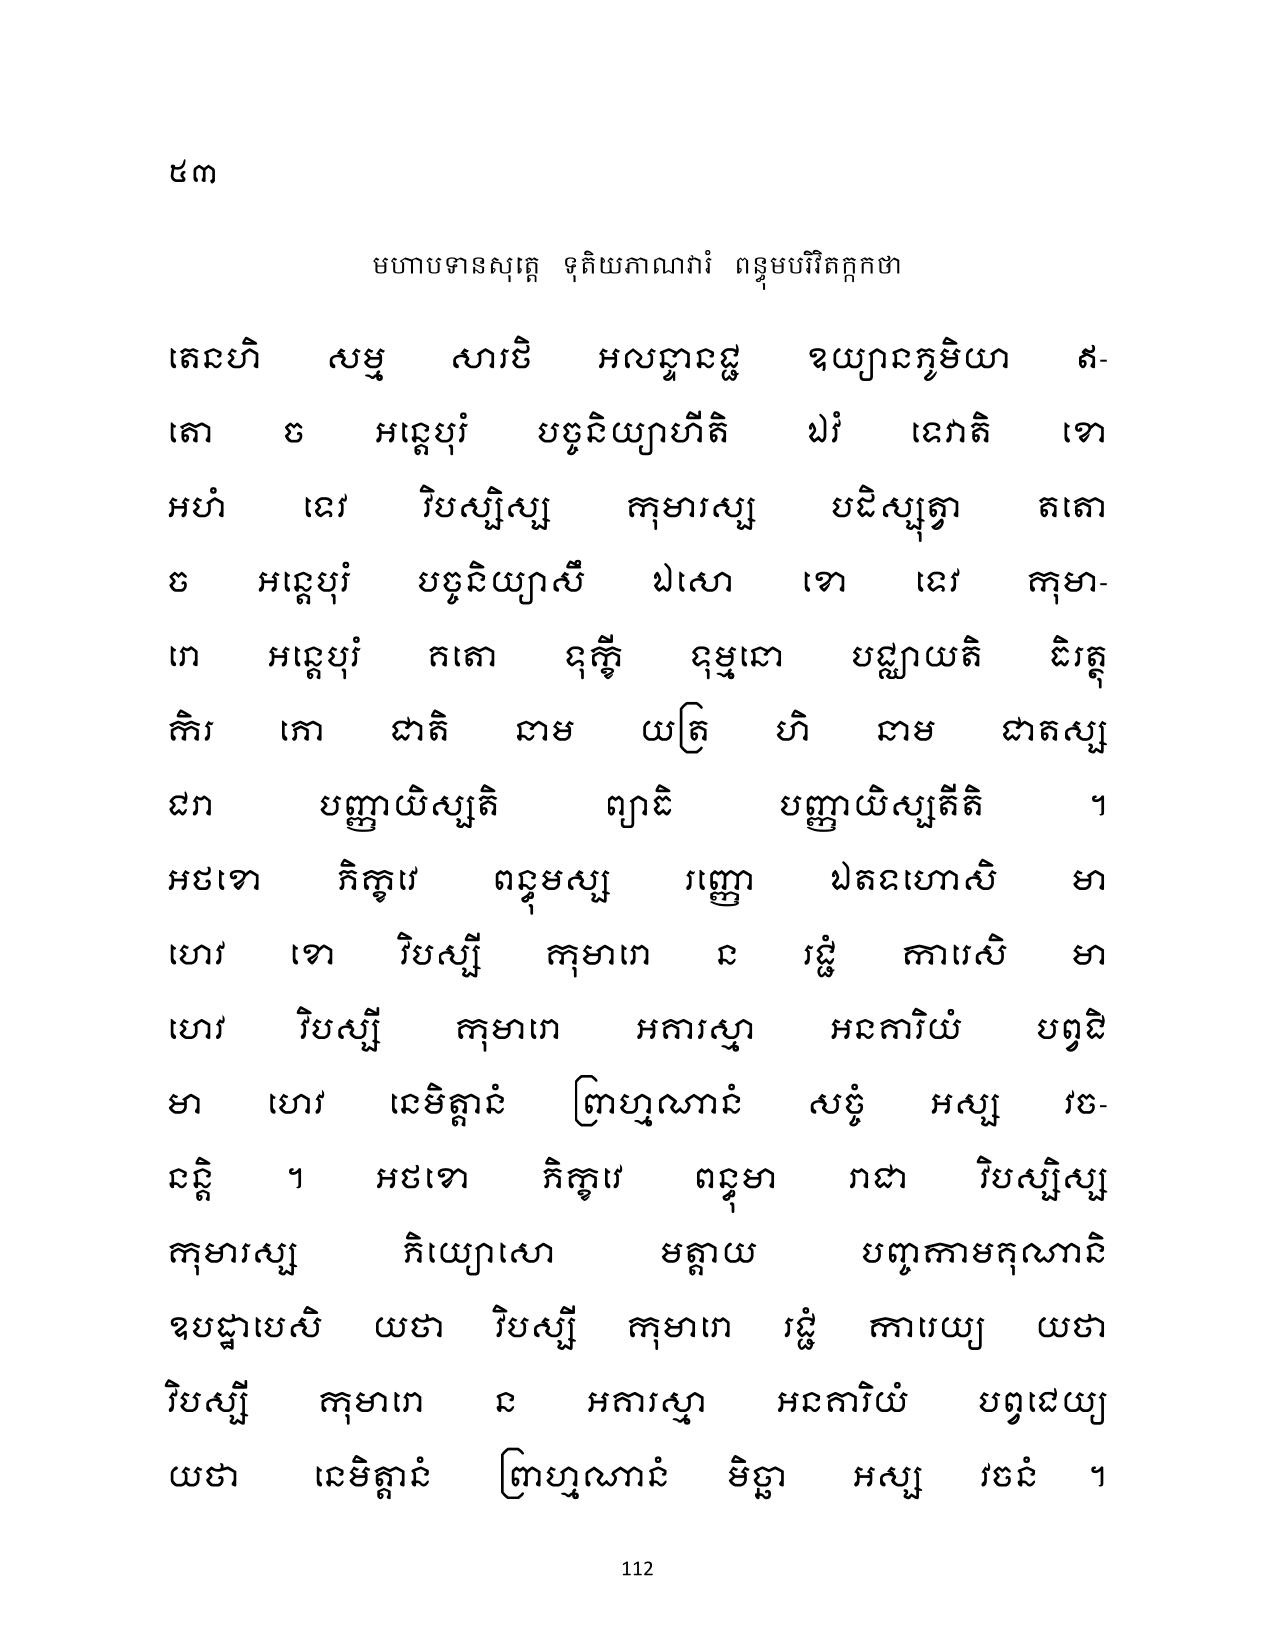 ៥៣
មហាបទានសុត្តេ ទុតិយភាណវារំ ពន្ធុមបរិវិតក្កកថា
តេនហិ សម្ម សារថិ អលន្ទានជ្ជ ឧយ្យានភូមិយា ឥ-
តោ ច អន្តេបុរំ បច្ចនិយ្យាហីតិ ឯវំ ទេវាតិ ខោ
អហំ ទេវ វិបស្សិស្ស កុមារស្ស បដិស្សុត្វា តតោ
ច អន្តេបុរំ បច្ចនិយ្យាសឹ ឯសោ ខោ ទេវ កុមា-
រោ អន្តេបុរំ គតោ ទុក្ខី ទុម្មនោ បជ្ឈាយតិ ធិរត្ថុ
កិរ ភោ ជាតិ នាម យត្រ ហិ នាម ជាតស្ស
ជរា បញ្ញាយិស្សតិ ព្យាធិ បញ្ញាយិស្សតីតិ ។
អថខោ ភិក្ខវេ ពន្ធុមស្ស រញ្ញោ ឯតទហោសិ មា
ហេវ ខោ វិបស្សី កុមារោ ន រជ្ជំ ការេសិ មា
ហេវ វិបស្សី កុមារោ អគារស្មា អនគារិយំ បព្វជិ
មា ហេវ នេមិត្តានំ ព្រាហ្មណានំ សច្ចំ អស្ស វច-
នន្តិ ។ អថខោ ភិក្ខវេ ពន្ធុមា រាជា វិបស្សិស្ស
កុមារស្ស ភិយ្យោសោ មត្តាយ បញ្ចកាមគុណានិ
ឧបដ្ឋាបេសិ យថា វិបស្សី កុមារោ រជ្ជំ ការេយ្យ យថា
វិបស្សី កុមារោ ន អគារស្មា អនគារិយំ បព្វជេយ្យ
យថា នេមិត្តានំ ព្រាហ្មណានំ មិច្ឆា អស្ស វចនំ ។
112